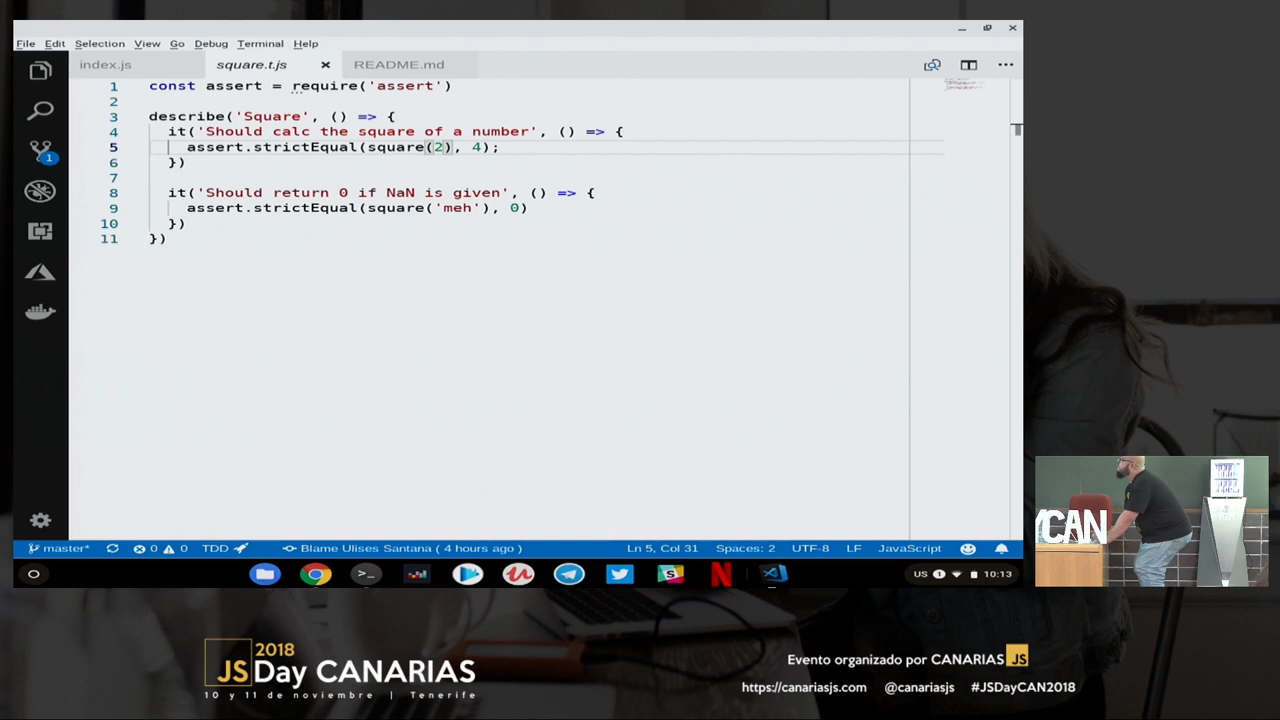 File Edit Selection View Go Debug Terminal Help
index.js square.t.js README.md
1 const assert = require('assert')
2
3 describe('Square', () => {
4 it('Should calc the square of a number', () => {
5 assert.strictEqual(square(2), 4);
6 })
7
8 it('Should return 0 if NaN is given', () => {
9 assert.strictEqual(square('meh'), 0)
10 })
11 })
1
master* 0 0 TDD Blame Ulises Santana ( 4 hours ago ) Ln 5, Col 31 Spaces: 2 UTF-8 LF JavaScript
US 1 10:13
CAN
2018
JSDay CANARIAS
10 y 11 de noviembre | Tenerife
Evento organizado por CANARIAS JS
https://canariasjs.com @canariasjs #JSDayCAN2018